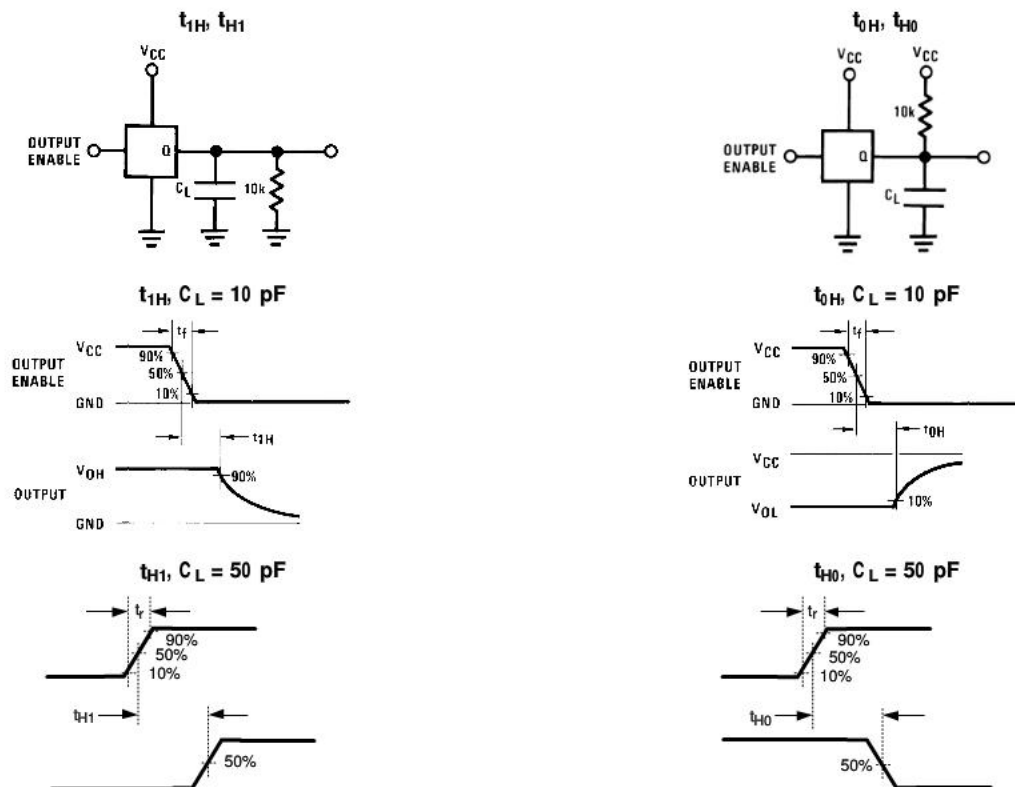 t1H, tH1
VCC
OUTPUT
ENABLE
Q
CL
10k
t0H, tH0
VCC
VCC
10k
OUTPUT
ENABLE
Q
CL
t1H, CL = 10 pF
tf
VCC
90%
OUTPUT
ENABLE
50%
10%
GND
t1H
VOH
90%
OUTPUT
GND
t0H, CL = 10 pF
tf
VCC
90%
OUTPUT
ENABLE
50%
10%
GND
t0H
VCC
OUTPUT
10%
VOL
tH1, CL = 50 pF
tr
90%
50%
10%
tH1
50%
tH0, CL = 50 pF
tr
90%
50%
10%
tH0
50%